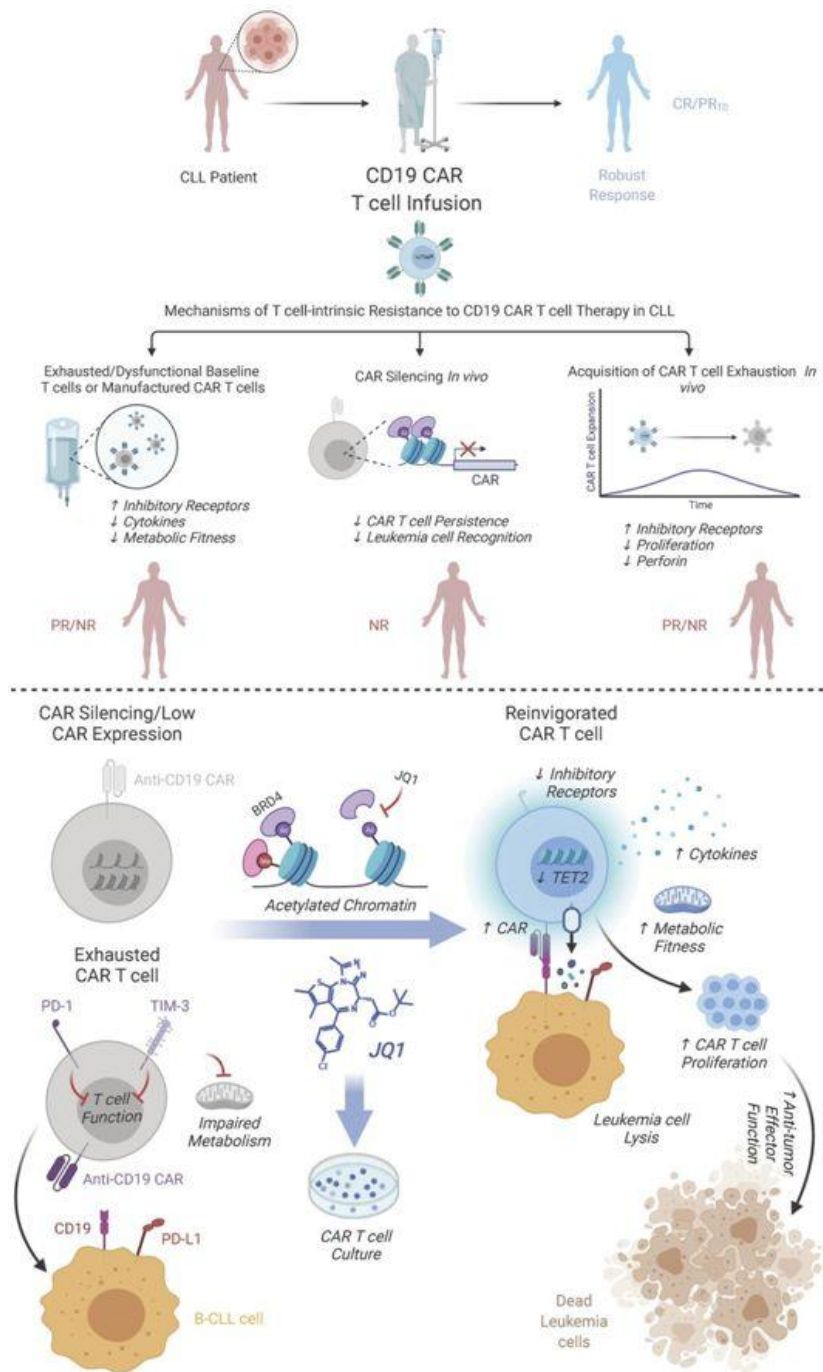 CLL Patient
CD19 CAR
T cell Infusion
CR/PRTD
Robust
Response
Mechanisms of T cell-intrinsic Resistance to CD19 CAR T cell Therapy in CLL
Exhausted/Dysfunctional Baseline
T cells or Manufactured CAR T cells
↑ Inhibitory Receptors
↓ Cytokines
↓ Metabolic Fitness
PR/NR
CAR Silencing In vivo
CAR
↓ CAR T cell Persistence
↓ Leukemia cell Recognition
NR
Acquisition of CAR T cell Exhaustion In
vivo
CAR T cell Expansion
Time
↑ Inhibitory Receptors
↓ Proliferation
↓ Perforin
PR/NR
CAR Silencing/Low
CAR Expression
Anti-CD19 CAR
BRD4
JQ1
Acetylated Chromatin
Reinvigorated
CAR T cell
↓ Inhibitory
Receptors
↓ TET2
↑ Cytokines
↑ CAR
↑ Metabolic
Fitness
↑ CAR T cell
Proliferation
Leukemia cell
Lysis
↑Anti-tumor
Effector
Function
Dead
Leukemia
cells
Exhausted
CAR T cell
PD-1
TIM-3
T cell
Function
Impaired
Metabolism
Anti-CD19 CAR
CD19
PD-L1
B-CLL cell
N
N
N
N
S
O
O
Cl
JQ1
CAR T cell
Culture